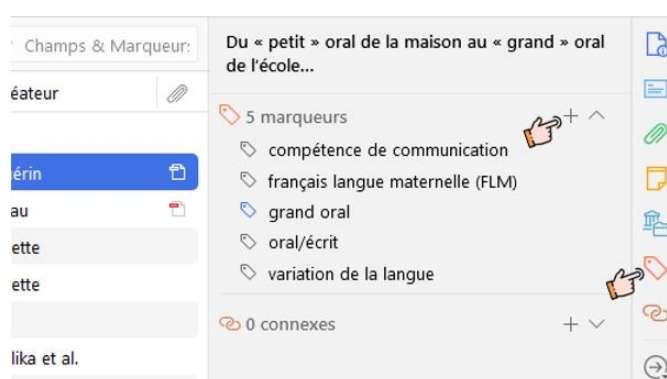 Champs & Marqueur:
éateur
érin
au
ette
ette
lika et al.
Du « petit » oral de la maison au « grand » oral
de l'école...
5 marqueurs
compétence de communication
français langue maternelle (FLM)
grand oral
oral/écrit
variation de la langue
0 connexes